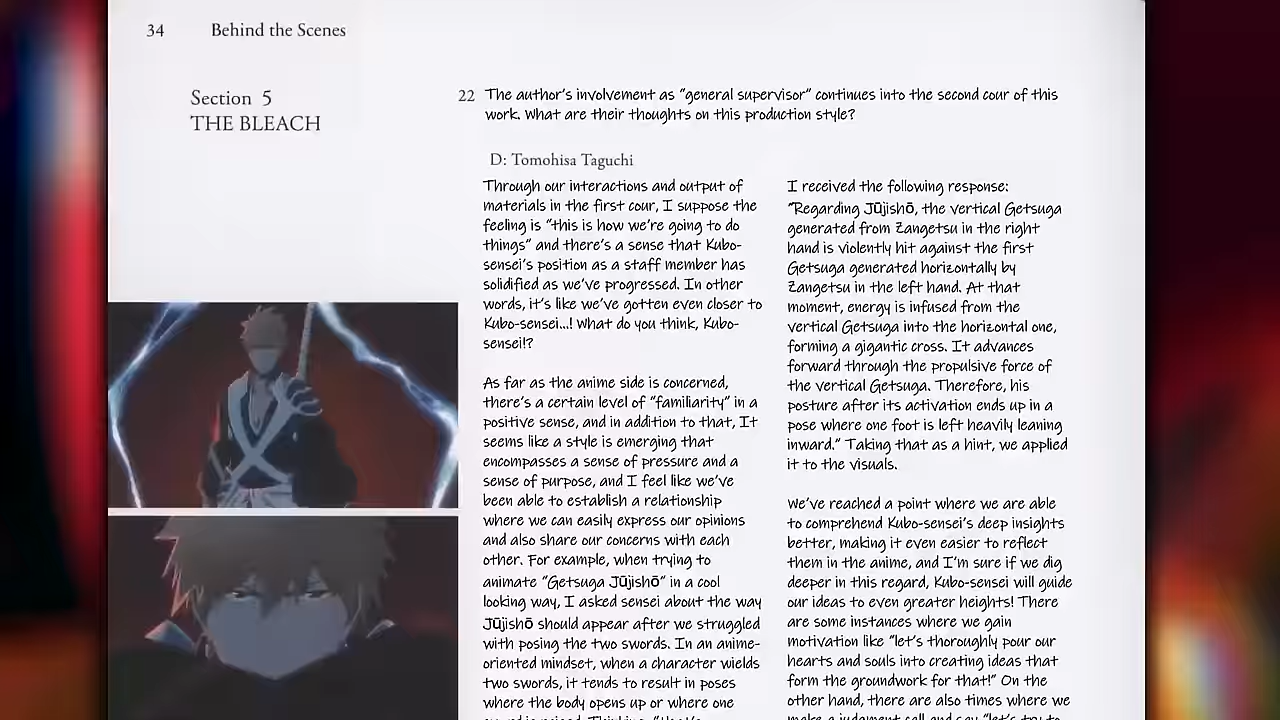 34 Behind the Scenes
Section 5
THE BLEACH
22 The author's involvement as "general supervisor" continues into the second cour of this
work. What are their thoughts on this production style?
D: Tomohisa Taguchi
Through our interactions and output of
materials in the first cour, I suppose the
feeling is "this is how we're going to do
things" and there's a sense that Kubo-
sensei's position as a staff member has
solidified as we've progressed. In other
words, it's like we've gotten even closer to
Kubo-sensei...! What do you think, Kubo-
sensei!?
As far as the anime side is concerned,
there's a certain level of "familiarity" in a
positive sense, and in addition to that, It
seems like a style is emerging that
encompasses a sense of pressure and a
sense of purpose, and I feel like we've
been able to establish a relationship
where we can easily express our opinions
and also share our concerns with each
other. For example, when trying to
animate "Getsuga Jūjishō" in a cool
looking way, I asked sensei about the way
Jūjishō should appear after we struggled
with posing the two swords. In an anime-
oriented mindset, when a character wields
two swords, it tends to result in poses
where the body opens up or where one
I received the following response:
"Regarding Jūjishō, the vertical Getsuga
generated from Zangetsu in the right
hand is violently hit against the first
Getsuga generated horizontally by
Zangetsu in the left hand. At that
moment, energy is infused from the
vertical Getsuga into the horizontal one,
forming a gigantic cross. It advances
forward through the propulsive force of
the vertical Getsuga. Therefore, his
posture after its activation ends up in a
pose where one foot is left heavily leaning
inward." Taking that as a hint, we applied
it to the visuals.
We've reached a point where we are able
to comprehend Kubo-sensei's deep insights
better, making it even easier to reflect
them in the anime, and I'm sure if we dig
deeper in this regard, Kubo-sensei will guide
our ideas to even greater heights! There
are some instances where we gain
motivation like "let's thoroughly pour our
hearts and souls into creating ideas that
form the groundwork for that!" On the
other hand, there are also times where we
make a judgment call and say "let's try to